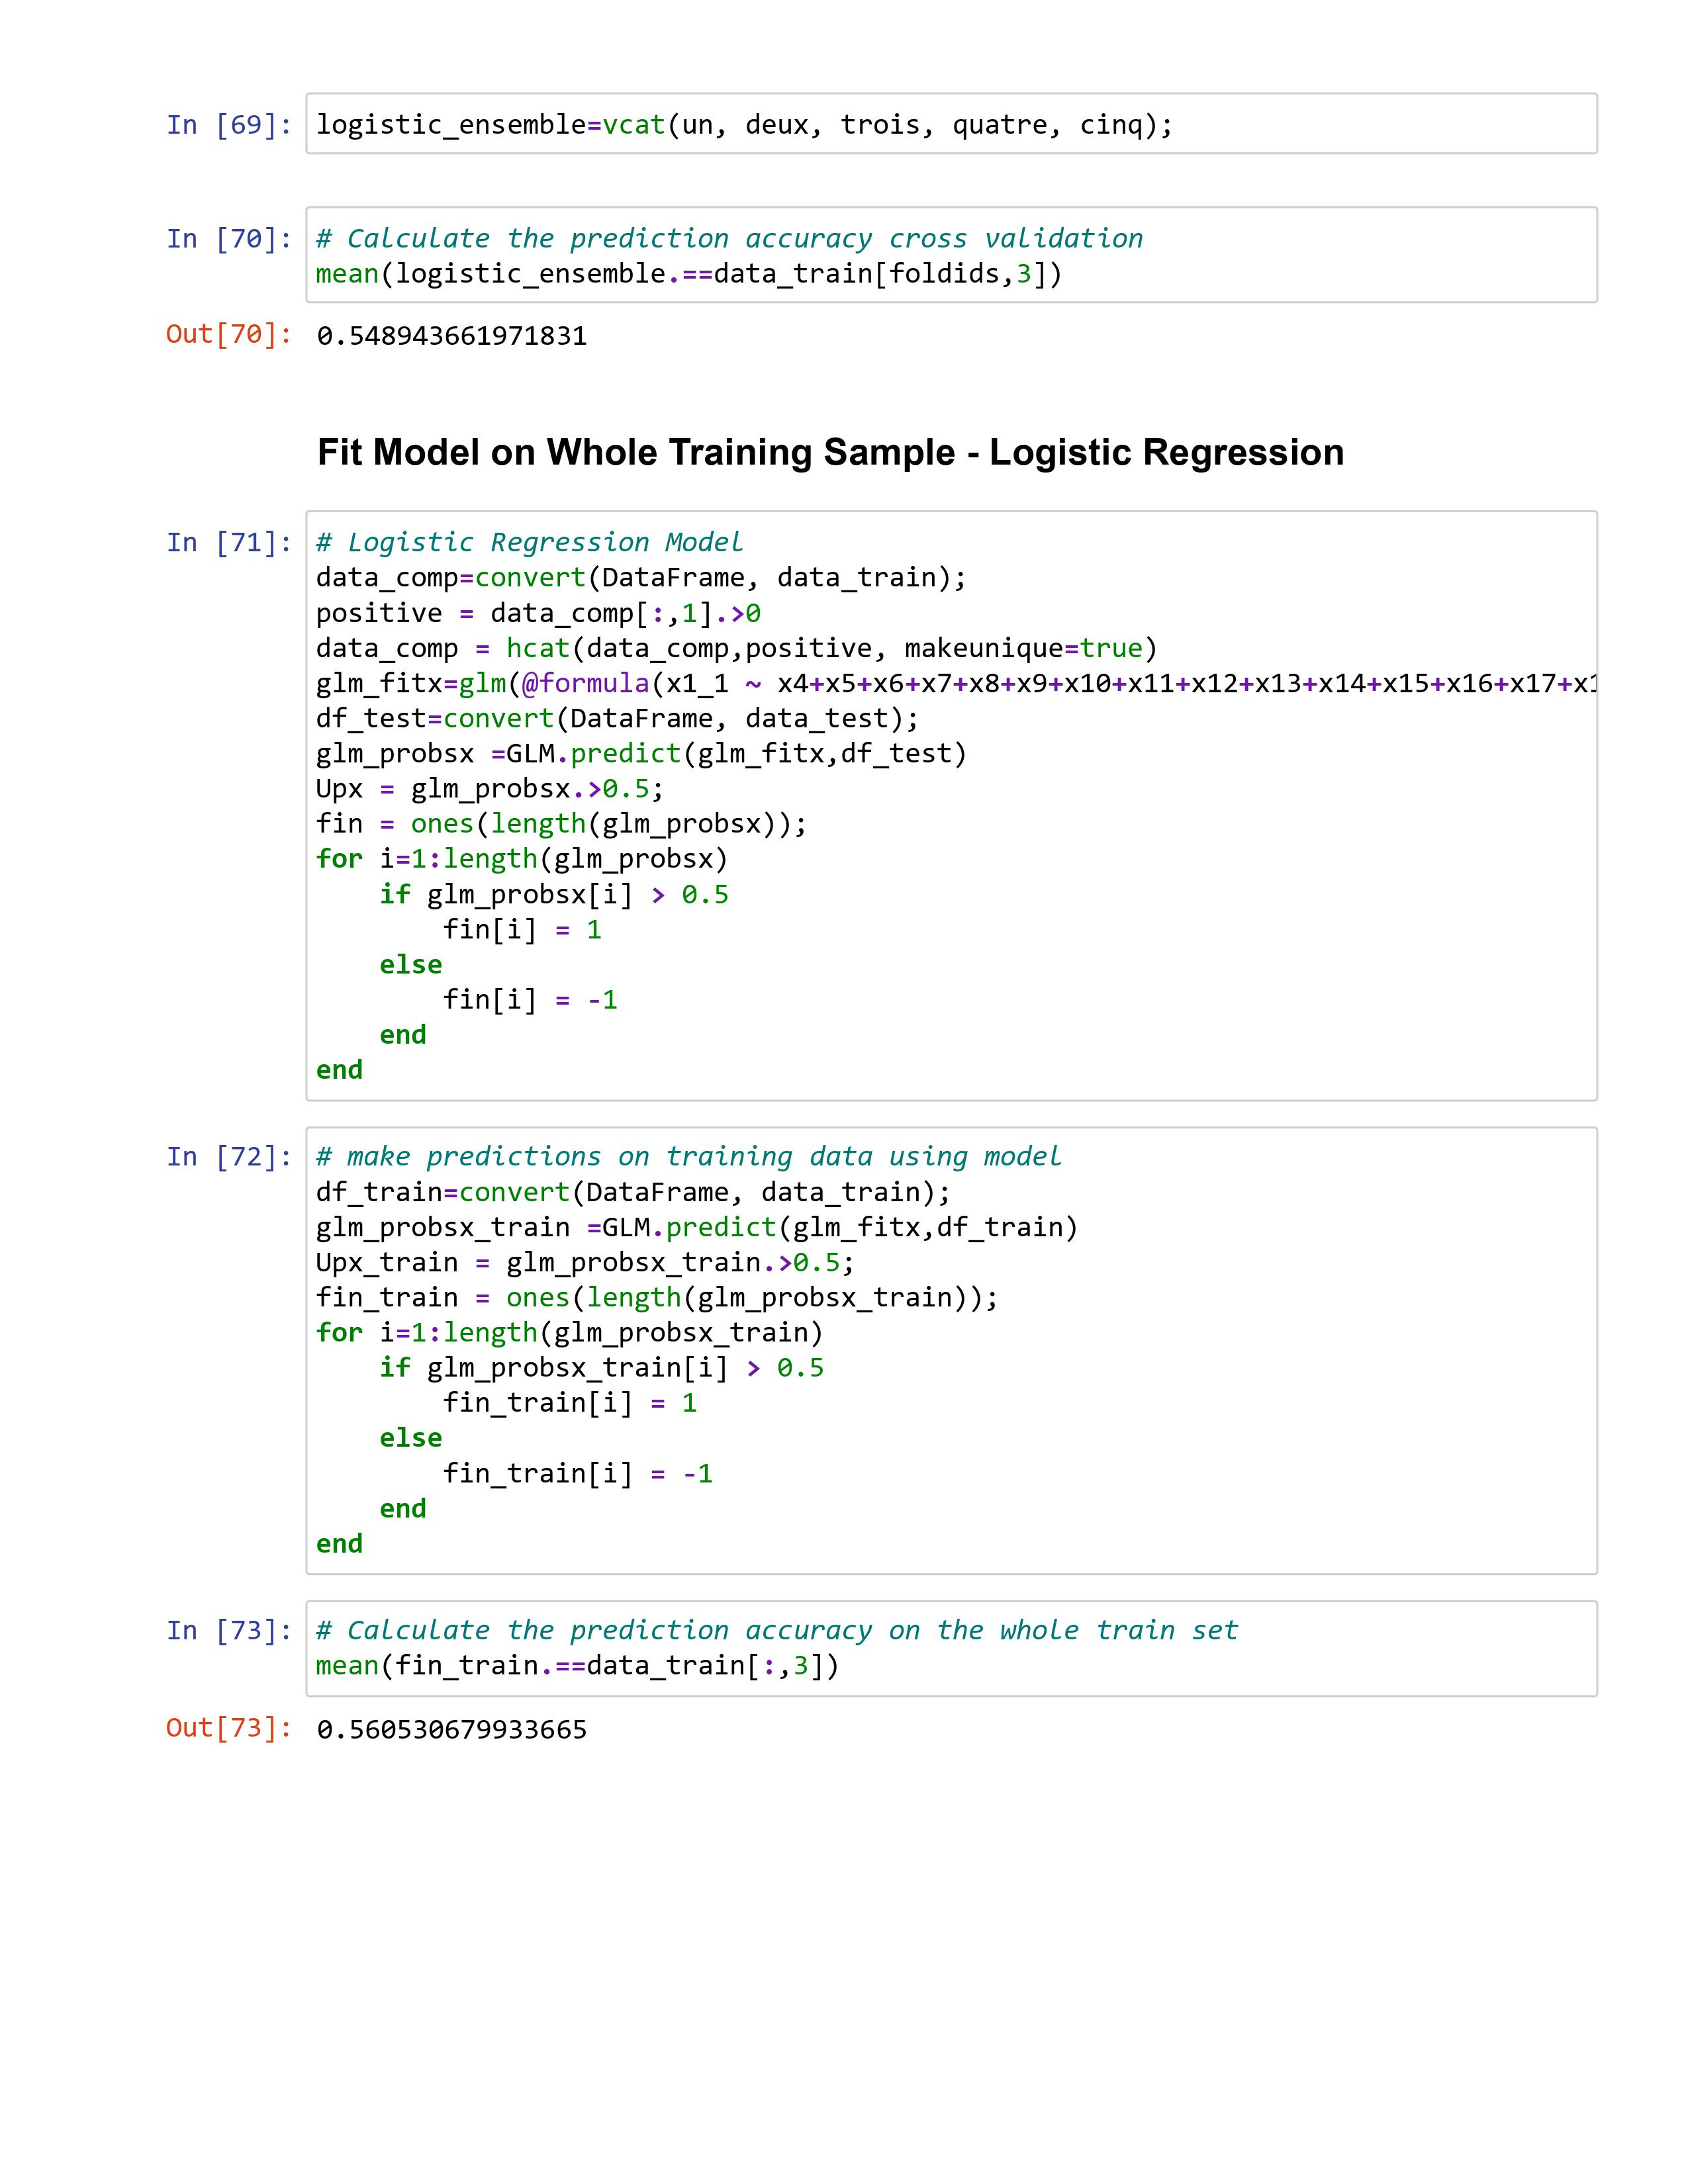 In [69]: logistic_ensemble=vcat(un, deux, trois, quatre, cinq);
In [70]: # Calculate the prediction accuracy cross validation
mean(logistic_ensemble.==data_train[foldids,3])
Out[70]: 0.548943661971831
Fit Model on Whole Training Sample - Logistic Regression
In [71]: # Logistic Regression Model
data_comp=convert(DataFrame, data_train);
positive = data_comp[:,1].>0
data_comp = hcat(data_comp,positive, makeunique=true)
glm_fitx=glm(@formula(x1_1 ~ x4+x5+x6+x7+x8+x9+x10+x11+x12+x13+x14+x15+x16+x17+x1
df_test=convert(DataFrame, data_test);
glm_probsx =GLM.predict(glm_fitx,df_test)
Upx = glm_probsx.>0.5;
fin = ones(length(glm_probsx));
for i=1:length(glm_probsx)
    if glm_probsx[i] > 0.5
        fin[i] = 1
    else
        fin[i] = -1
    end
end
In [72]: # make predictions on training data using model
df_train=convert(DataFrame, data_train);
glm_probsx_train =GLM.predict(glm_fitx,df_train)
Upx_train = glm_probsx_train.>0.5;
fin_train = ones(length(glm_probsx_train));
for i=1:length(glm_probsx_train)
    if glm_probsx_train[i] > 0.5
        fin_train[i] = 1
    else
        fin_train[i] = -1
    end
end
In [73]: # Calculate the prediction accuracy on the whole train set
mean(fin_train.==data_train[:,3])
Out[73]: 0.560530679933665